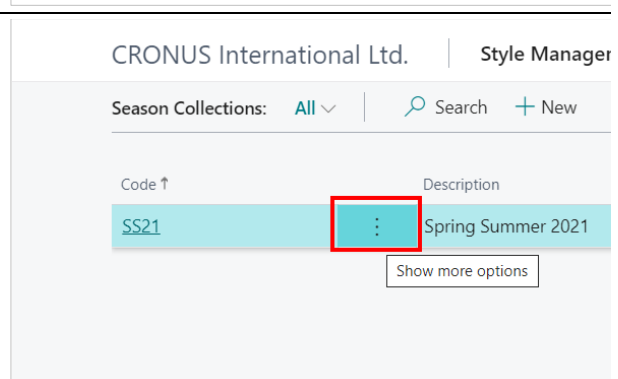 CRONUS International Ltd. Style Manager
Season Collections: All Search New
Code Description
SS21 Spring Summer 2021
Show more options